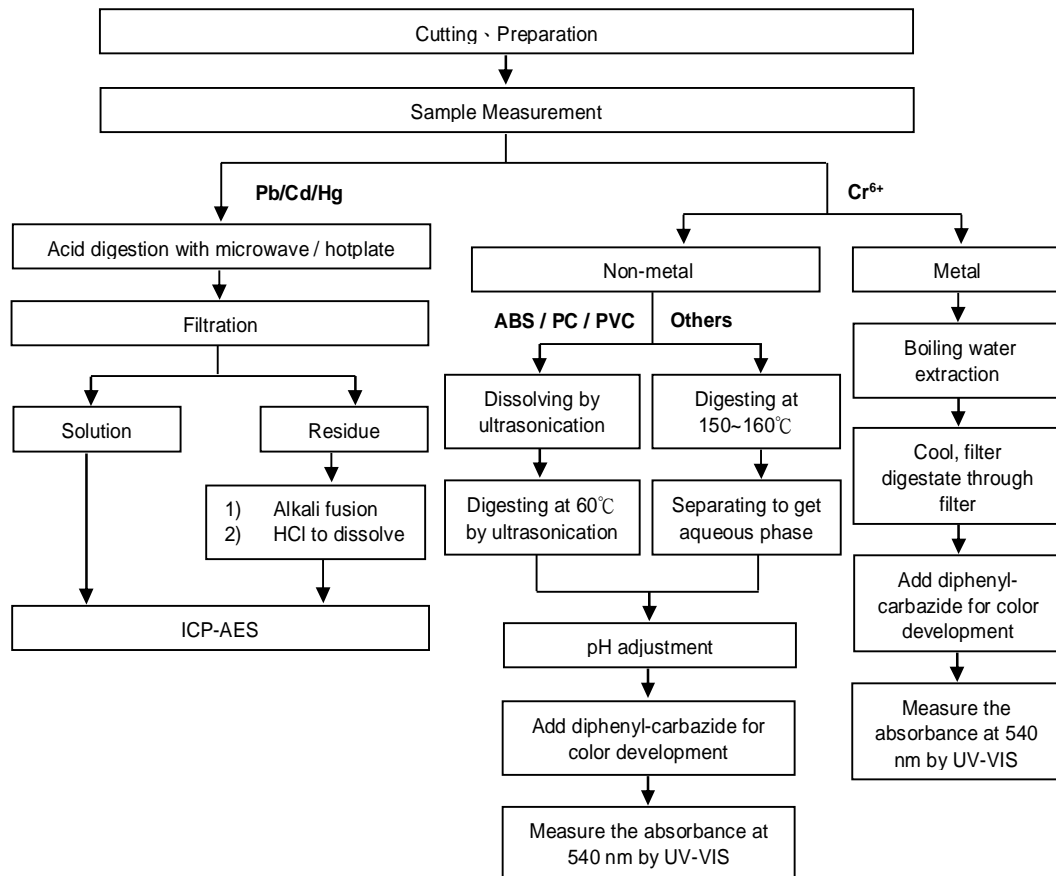 Cutting、Preparation
Sample Measurement
Pb/Cd/Hg
Acid digestion with microwave / hotplate
Filtration
Solution
Residue
1) Alkali fusion
2) HCl to dissolve
ICP-AES
Cr⁶⁺
Non-metal
ABS / PC / PVC
Others
Dissolving by
ultrasonication
Digesting at 60℃
by ultrasonication
Digesting at
150~160℃
Separating to get
aqueous phase
pH adjustment
Add diphenyl-carbazide for
color development
Measure the absorbance at
540 nm by UV-VIS
Metal
Boiling water
extraction
Cool, filter
digestate through
filter
Add diphenyl-
carbazide for color
development
Measure the
absorbance at 540
nm by UV-VIS